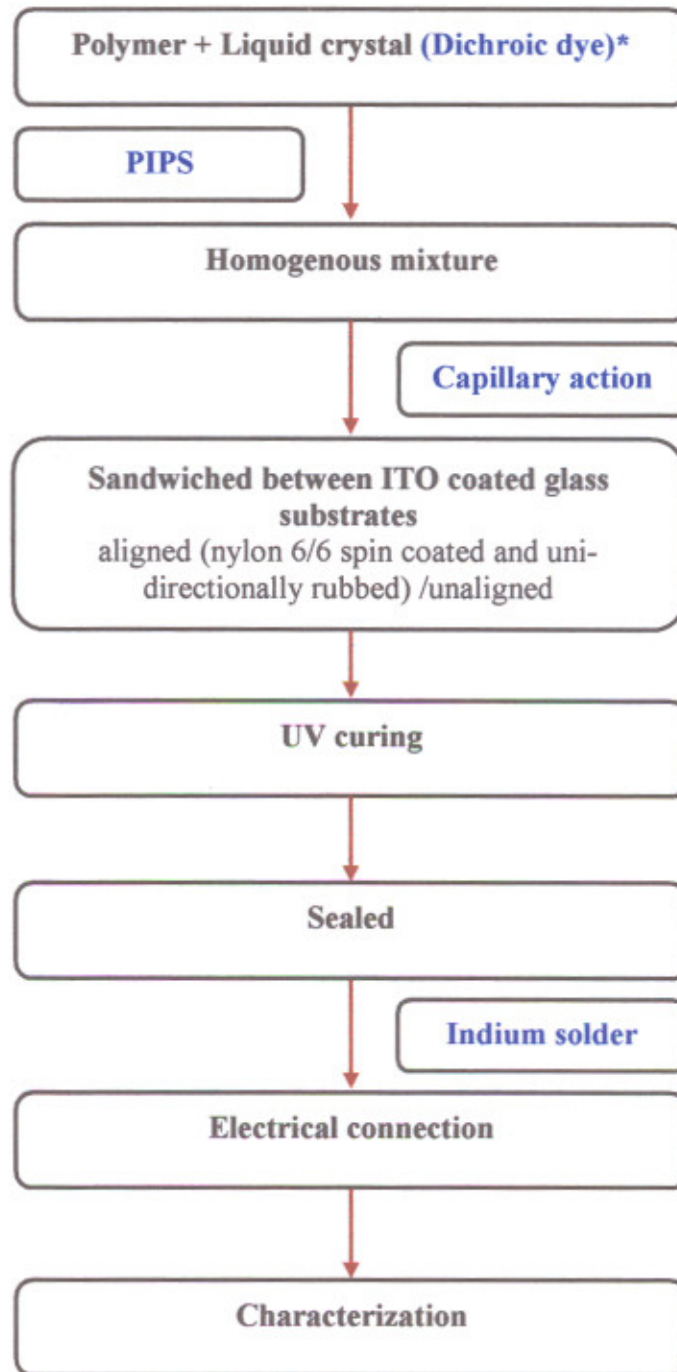 Polymer + Liquid crystal (Dichroic dye)*
PIPS
Homogenous mixture
Capillary action
Sandwiched between ITO coated glass
substrates
aligned (nylon 6/6 spin coated and uni-
directionally rubbed) /unaligned
UV curing
Sealed
Indium solder
Electrical connection
Characterization